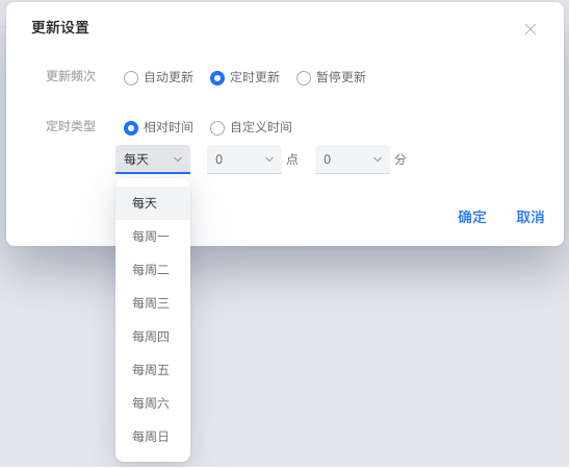 更新设置
更新频次 自动更新 定时更新 暂停更新
定时类型 相对时间 自定义时间
每天 0 点 0 分
每天
确定 取消
每周一
每周二
每周三
每周四
每周五
每周六
每周日